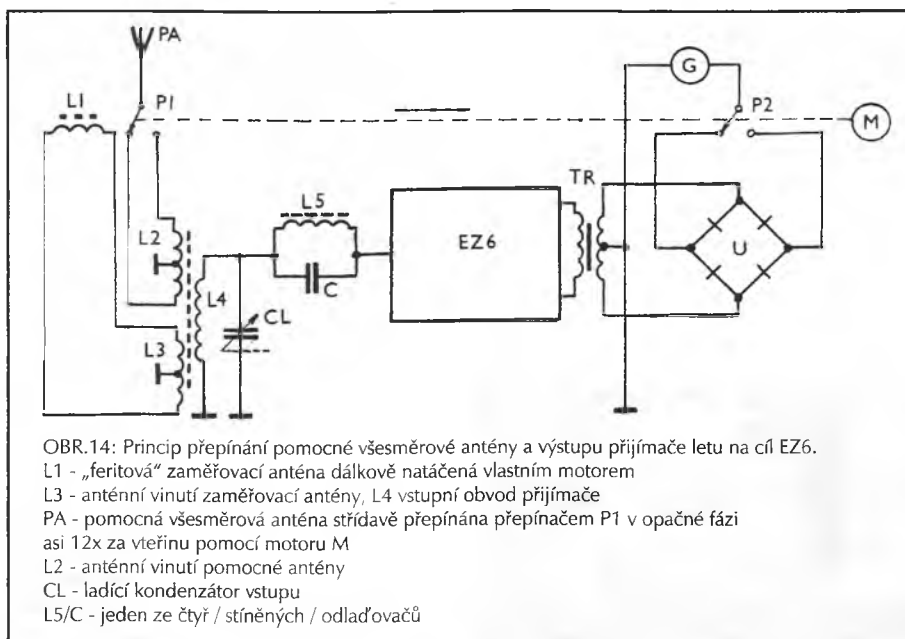 PA
L1
P1
G
P2
M
L2
L5
TR
EZ6
U
L4
C
CL
L3
OBR.14: Princip přepínání pomocné všesměrové antény a výstupu přijímače letu na cíl EZ6.
L1 - „feritová“ zaměřovací anténa dálkově natáčená vlastním motorem
L3 - anténní vinutí zaměřovací antény, L4 vstupní obvod přijímače
PA - pomocná všesměrová anténa střídavě přepínána přepínačem P1 v opačné fázi
asi 12x za vteřinu pomocí motoru M
L2 - anténní vinutí pomocné antény
CL - ladící kondenzátor vstupu
L5/C - jeden ze čtyř / stíněných / odlaďovačů